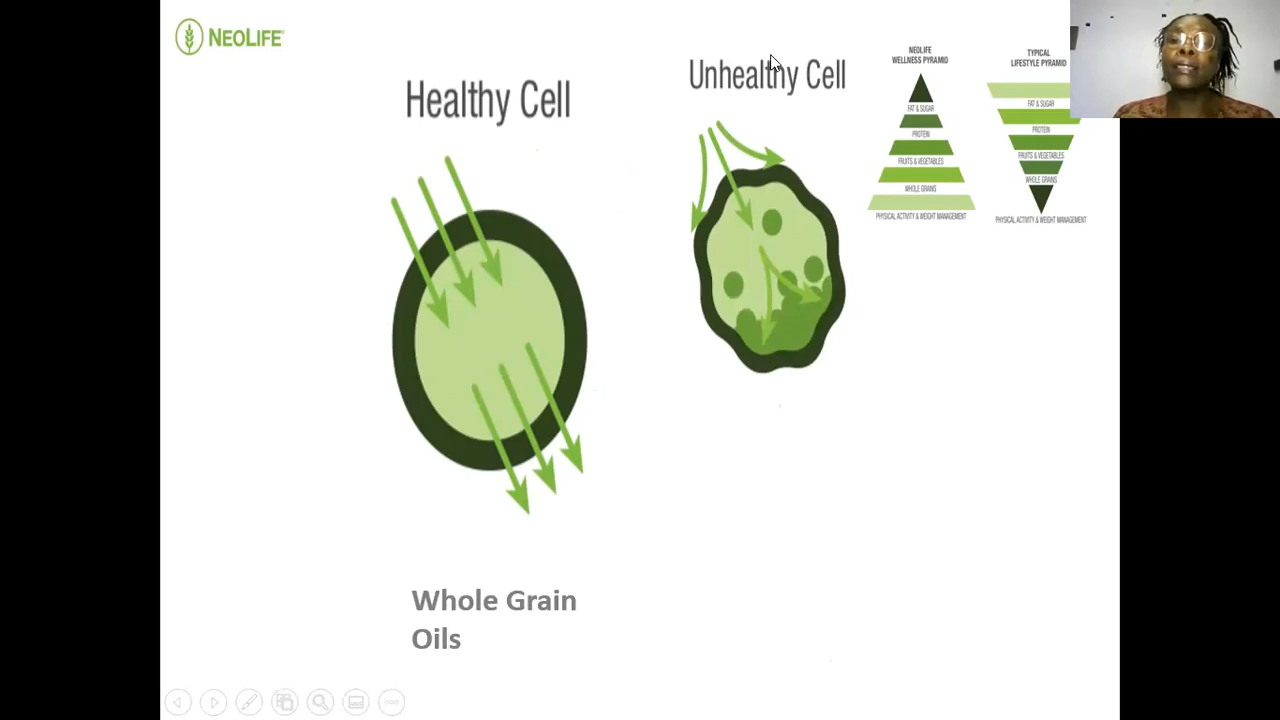 NEOLIFE
Healthy Cell
Unhealthy Cell
NEOLIFE
WELLNESS PYRAMID
FAT & SUGAR
PROTEIN
FRUITS & VEGETABLES
WHOLE GRAINS
PHYSICAL ACTIVITY & WEIGHT MANAGEMENT
TYPICAL
LIFESTYLE PYRAMID
FAT & SUGAR
PROTEIN
FRUITS & VEGETABLES
WHOLE GRAINS
PHYSICAL ACTIVITY & WEIGHT MANAGEMENT
Whole Grain
Oils